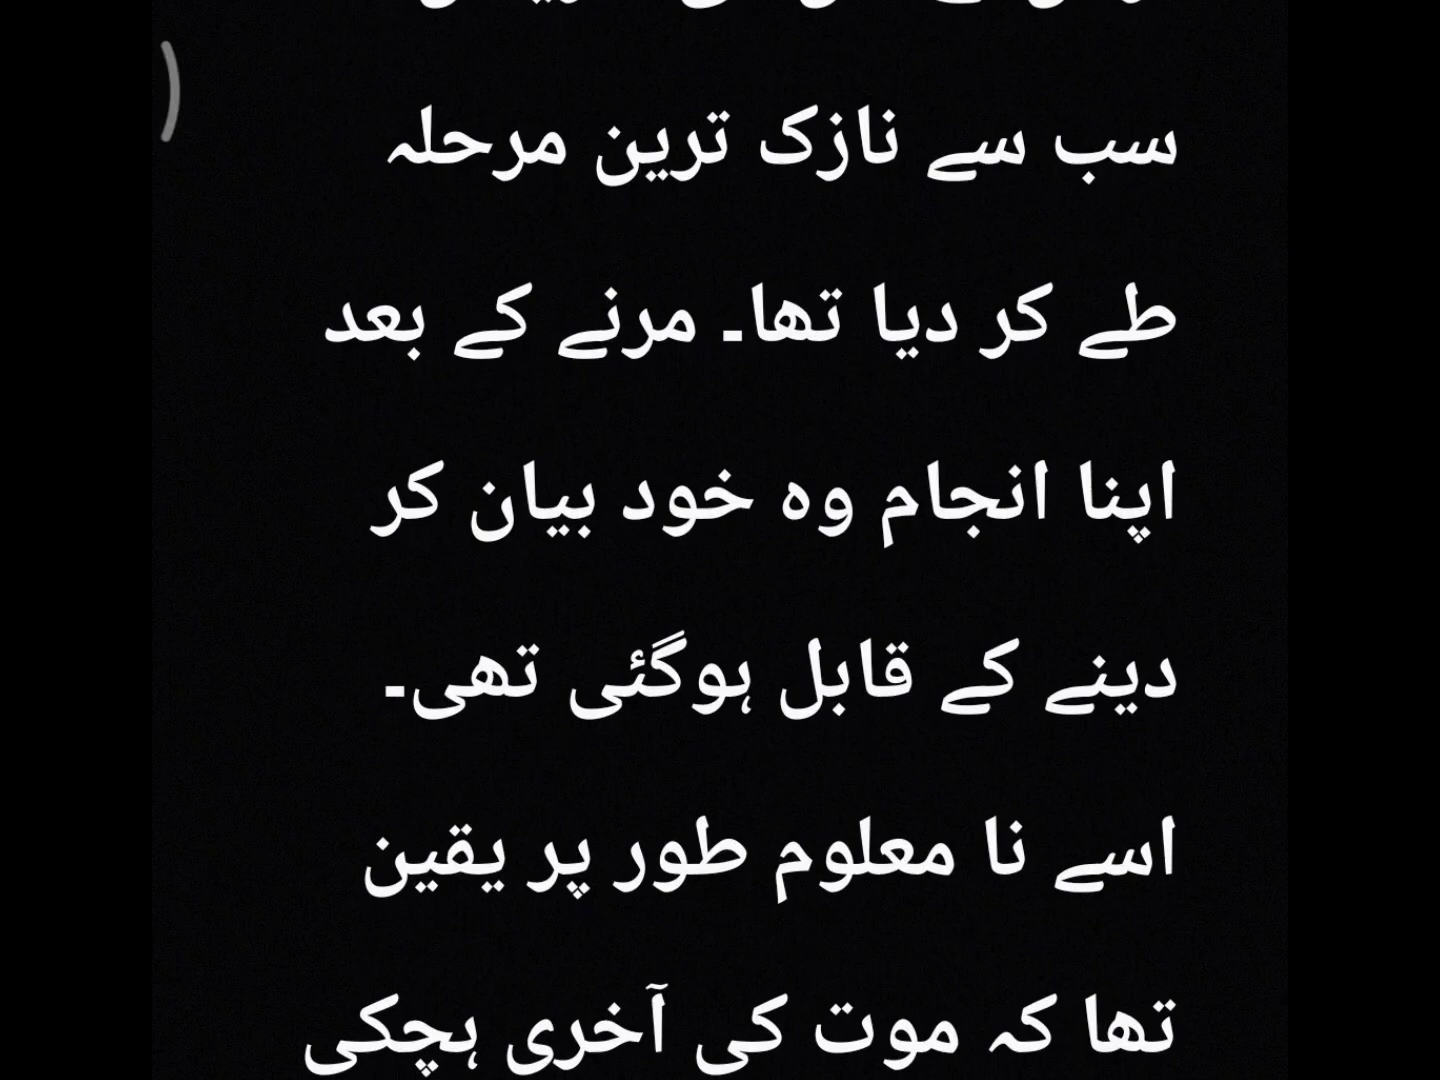 سب سے نازک ترین مرحلہ
طے کر دیا تھا۔ مرنے کے بعد
اپنا انجام وہ خود بیان کر
دینے کے قابل ہوگئی تھی۔
اسے نا معلوم طور پر یقین
تھا کہ موت کی آخری ہچکی